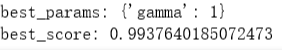 best_params: {'gamma': 1}
best_score: 0.9937640185072473